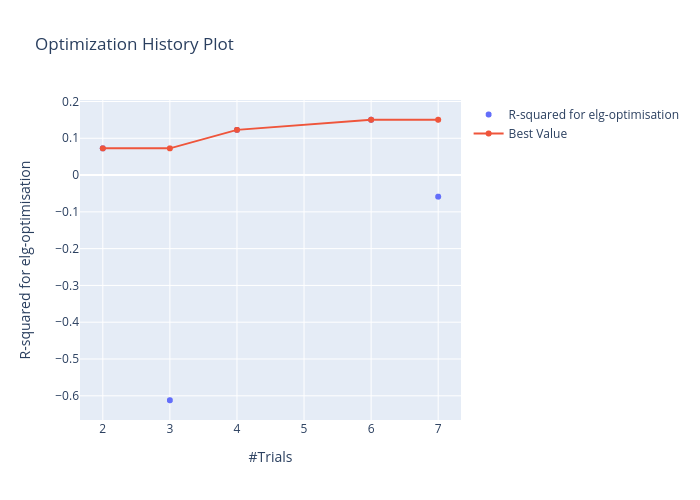 Optimization History Plot
R-squared for elg-optimisation
0.2
0.1
0
−0.1
−0.2
−0.3
−0.4
−0.5
−0.6
2 3 4 5 6 7
#Trials
R-squared for elg-optimisation
Best Value